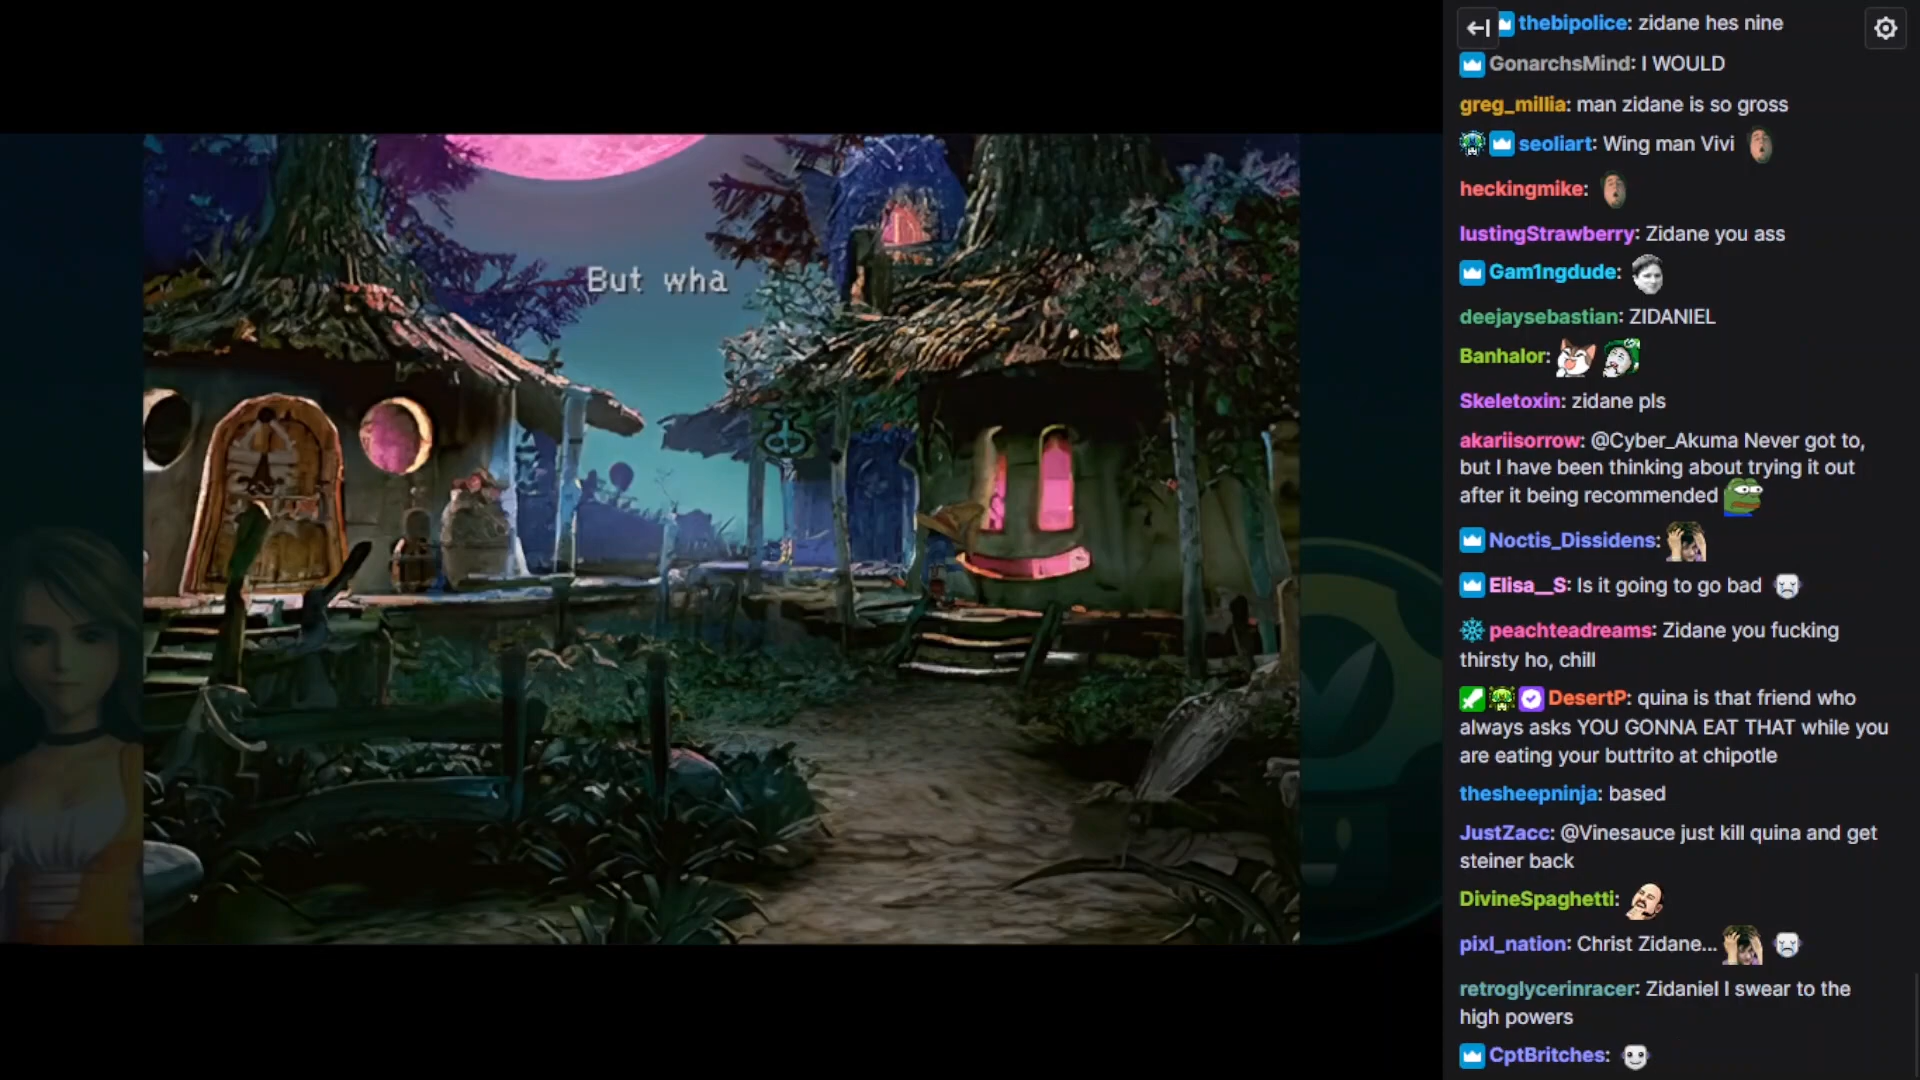 But wha
thebipolice: zidane hes nine
GonarchsMind: I WOULD
greg_millia: man zidane is so gross
seoliart: Wing man Vivi
heckingmike:
lustingStrawberry: Zidane you ass
Gam1ngdude:
deejaysebastian: ZIDANIEL
Banhalor:
Skeletoxin: zidane pls
akariisorrow: @Cyber_Akuma Never got to,
but I have been thinking about trying it out
after it being recommended
Noctis_Dissidens:
Elisa__S: Is it going to go bad
peachteadreams: Zidane you fucking
thirsty ho, chill
DesertP: quina is that friend who
always asks YOU GONNA EAT THAT while you
are eating your buttrito at chipotle
thesheepninja: based
JustZacc: @Vinesauce just kill quina and get
steiner back
DivineSpaghetti:
pixl_nation: Christ Zidane...
retroglycerinracer: Zidaniel I swear to the
high powers
CptBritches: